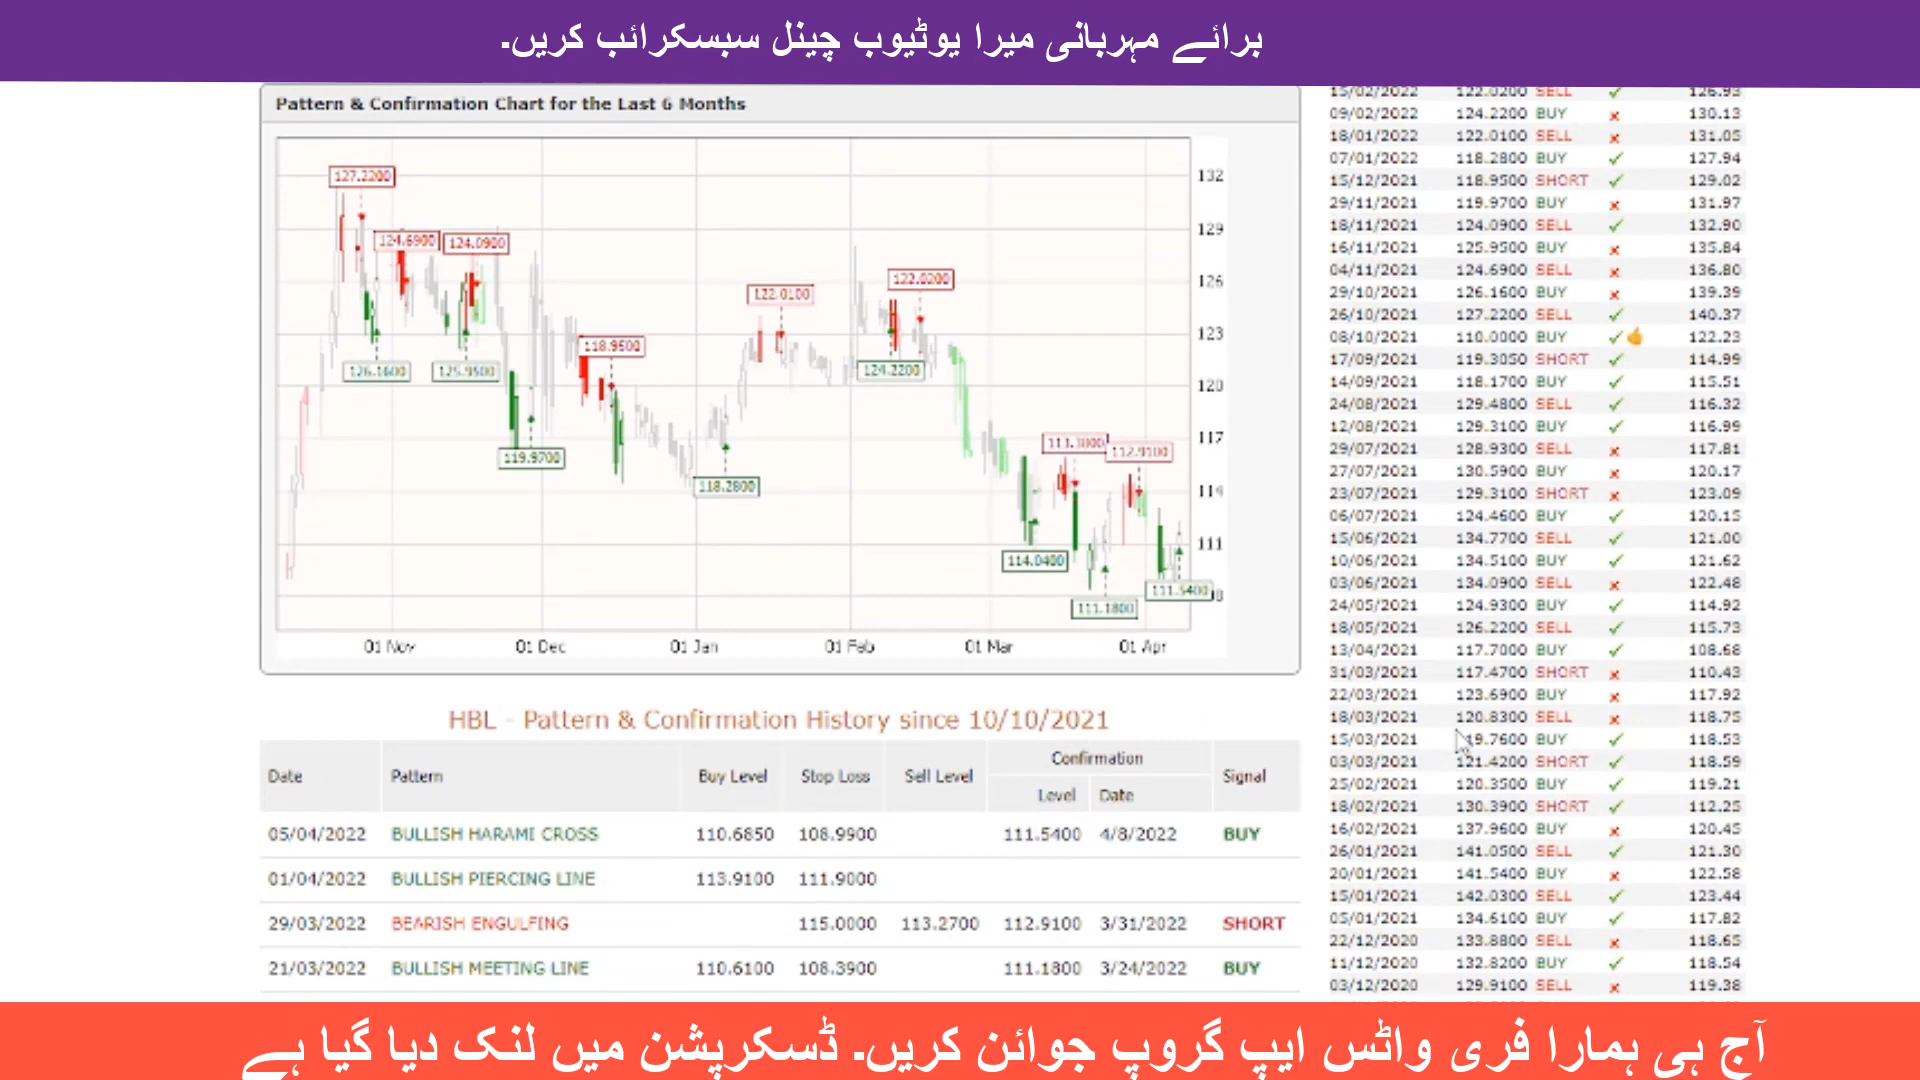 برائے مہربانی میرا یوٹیوب چینل سبسکرائب کریں۔
Pattern & Confirmation Chart for the Last 6 Months
127.2200
124.6900 124.0900
126.1600 125.9500
118.9500
119.9700
122.0100
118.2800
122.0200
124.2200
112.9100
114.0400
111.1800
111.5400
132
129
126
123
120
117
114
111
01 Nov 01 Dec 01 Jan 01 Feb 01 Mar 01 Apr
HBL - Pattern & Confirmation History since 10/10/2021
Date Pattern Buy Level Stop Loss Sell Level Confirmation Signal
Level Date
05/04/2022 BULLISH HARAMI CROSS 110.6850 108.9900 111.5400 4/8/2022 BUY
01/04/2022 BULLISH PIERCING LINE 113.9100 111.9000
29/03/2022 BEARISH ENGULFING 115.0000 113.2700 112.9100 3/31/2022 SHORT
21/03/2022 BULLISH MEETING LINE 110.6100 108.3900 111.1800 3/24/2022 BUY
15/02/2022 122.0200 SELL ✓ 126.93
09/02/2022 124.2200 BUY × 130.13
18/01/2022 122.0100 SELL × 131.05
07/01/2022 118.2800 BUY ✓ 127.94
15/12/2021 118.9500 SHORT ✓ 129.02
29/11/2021 119.9700 BUY × 131.97
18/11/2021 124.0900 SELL ✓ 132.90
16/11/2021 125.9500 BUY × 135.84
04/11/2021 124.6900 SELL × 136.80
29/10/2021 126.1600 BUY × 139.39
26/10/2021 127.2200 SELL ✓ 140.37
08/10/2021 110.0000 BUY ✓ 122.23
17/09/2021 119.3050 SHORT ✓ 114.99
14/09/2021 118.1700 BUY ✓ 115.51
24/08/2021 129.4800 SELL ✓ 116.32
12/08/2021 129.3100 BUY ✓ 116.99
29/07/2021 128.9300 SELL × 117.81
27/07/2021 130.5900 BUY × 120.17
23/07/2021 129.3100 SHORT × 123.09
06/07/2021 124.4600 BUY ✓ 120.15
15/06/2021 134.7700 SELL ✓ 121.00
10/06/2021 134.5100 BUY ✓ 121.62
03/06/2021 134.0900 SELL × 122.48
24/05/2021 124.9300 BUY ✓ 114.92
18/05/2021 126.2200 SELL ✓ 115.73
13/04/2021 117.7000 BUY ✓ 108.68
31/03/2021 117.4700 SHORT × 110.43
22/03/2021 123.6900 BUY × 117.92
18/03/2021 120.8300 SELL × 118.75
15/03/2021 19.7600 BUY ✓ 118.53
03/03/2021 121.4200 SHORT ✓ 118.59
25/02/2021 120.3500 BUY ✓ 119.21
18/02/2021 130.3900 SHORT ✓ 112.25
16/02/2021 137.9600 BUY × 120.45
26/01/2021 141.0500 SELL ✓ 121.30
20/01/2021 141.5400 BUY × 122.58
15/01/2021 142.0300 SELL ✓ 123.44
05/01/2021 134.6100 BUY ✓ 117.82
22/12/2020 133.8800 SELL × 118.65
11/12/2020 132.8200 BUY ✓ 118.54
03/12/2020 129.9100 SELL × 119.38
آج ہی ہمارا فری واٹس ایپ گروپ جوائن کریں۔ ڈسکرپشن میں لنک دیا گیا ہے